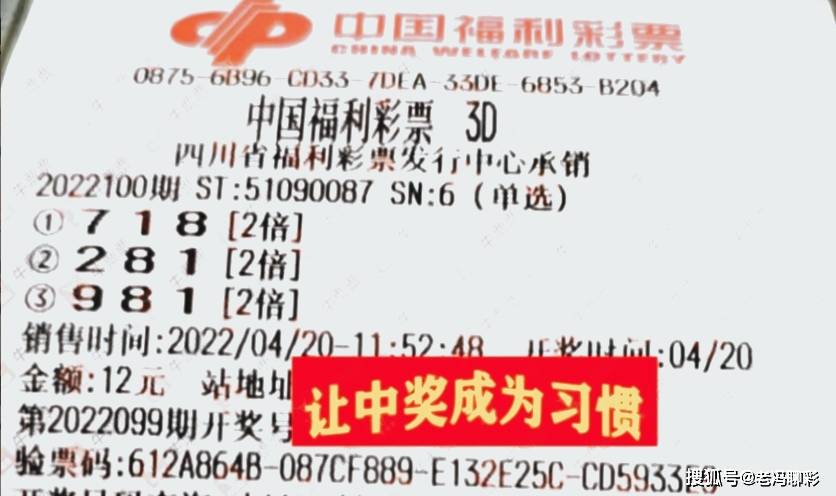 中国福利彩票
CHINA WELFARE LOTTERY
0875-6B96-CD33-7DEA-33DE-6853-B204
中国福利彩票 3D
四川省福利彩票发行中心承销
2022100期 ST:51090087 SN:6 (单选)
① 7 1 8 [2倍]
② 2 8 1 [2倍]
③ 9 8 1 [2倍]
销售时间:2022/04/20-11:52:48 开奖时间:04/20
金额:12元 站地址
让中奖成为习惯
第2022099期开奖号
验票码:612A864B-087CF889-E132E25C-CD5933
搜狐号@老冯聊彩